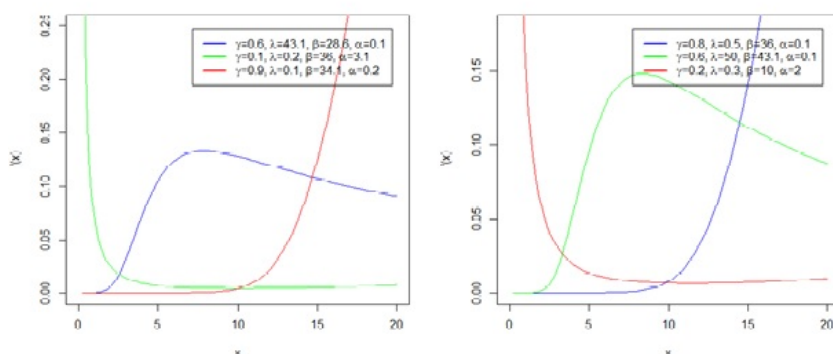 γ=0.6, λ=43.1, β=28.6, α=0.1
γ=0.1, λ=0.2, β=36, α=3.1
γ=0.9, λ=0.1, β=34.1, α=0.2
0.25
0.20
0.15
0.10
0.05
0.00
0 5 10 15 20
x
γ=0.8, λ=0.5, β=36, α=0.1
γ=0.6, λ=50, β=43.1, α=0.1
γ=0.2, λ=0.3, β=10, α=2
0.15
0.10
0.05
0.00
0 5 10 15 20
x